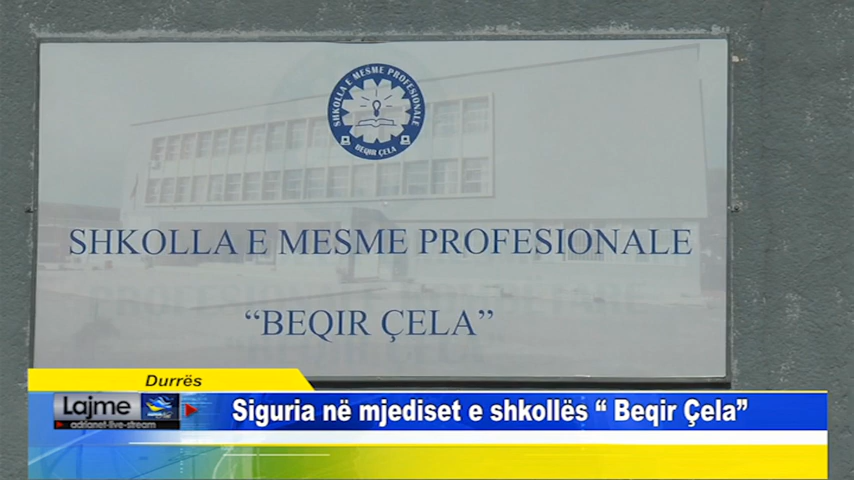 SHKOLLA E MESME PROFESIONALE
BEQIR ÇELA
SHKOLLA E MESME PROFESIONALE
“BEQIR ÇELA”
Durrës
Lajme
adrianet-live-stream
Siguria në mjediset e shkollës “ Beqir Çela”